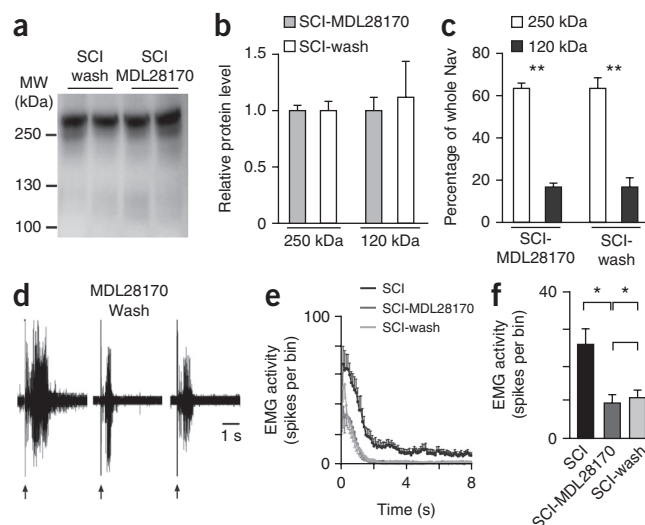 a
SCI wash
SCI MDL28170
MW (kDa)
250
130
100
b
SCI-MDL28170
SCI-wash
Relative protein level
1.5
1.0
0.5
0
250 kDa
120 kDa
c
250 kDa
120 kDa
Percentage of whole Nav
80
60
40
20
0
**
**
SCI-MDL28170
SCI-wash
d
MDL28170
Wash
1 s
e
SCI
SCI-MDL28170
SCI-wash
EMG activity (spikes per bin)
100
0
0
4
8
Time (s)
f
EMG activity (spikes per bin)
40
20
0
*
*
SCI
SCI-MDL28170
SCI-wash